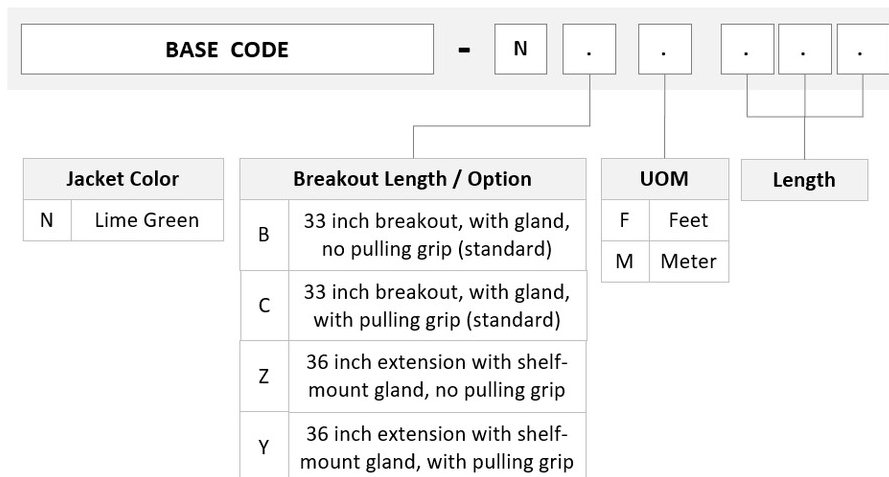 BASE CODE - N . . . . .
Jacket Color
N Lime Green
Breakout Length / Option
B 33 inch breakout, with gland,
no pulling grip (standard)
C 33 inch breakout, with gland,
with pulling grip (standard)
Z 36 inch extension with shelf-
mount gland, no pulling grip
Y 36 inch extension with shelf-
mount gland, with pulling grip
UOM
F Feet
M Meter
Length